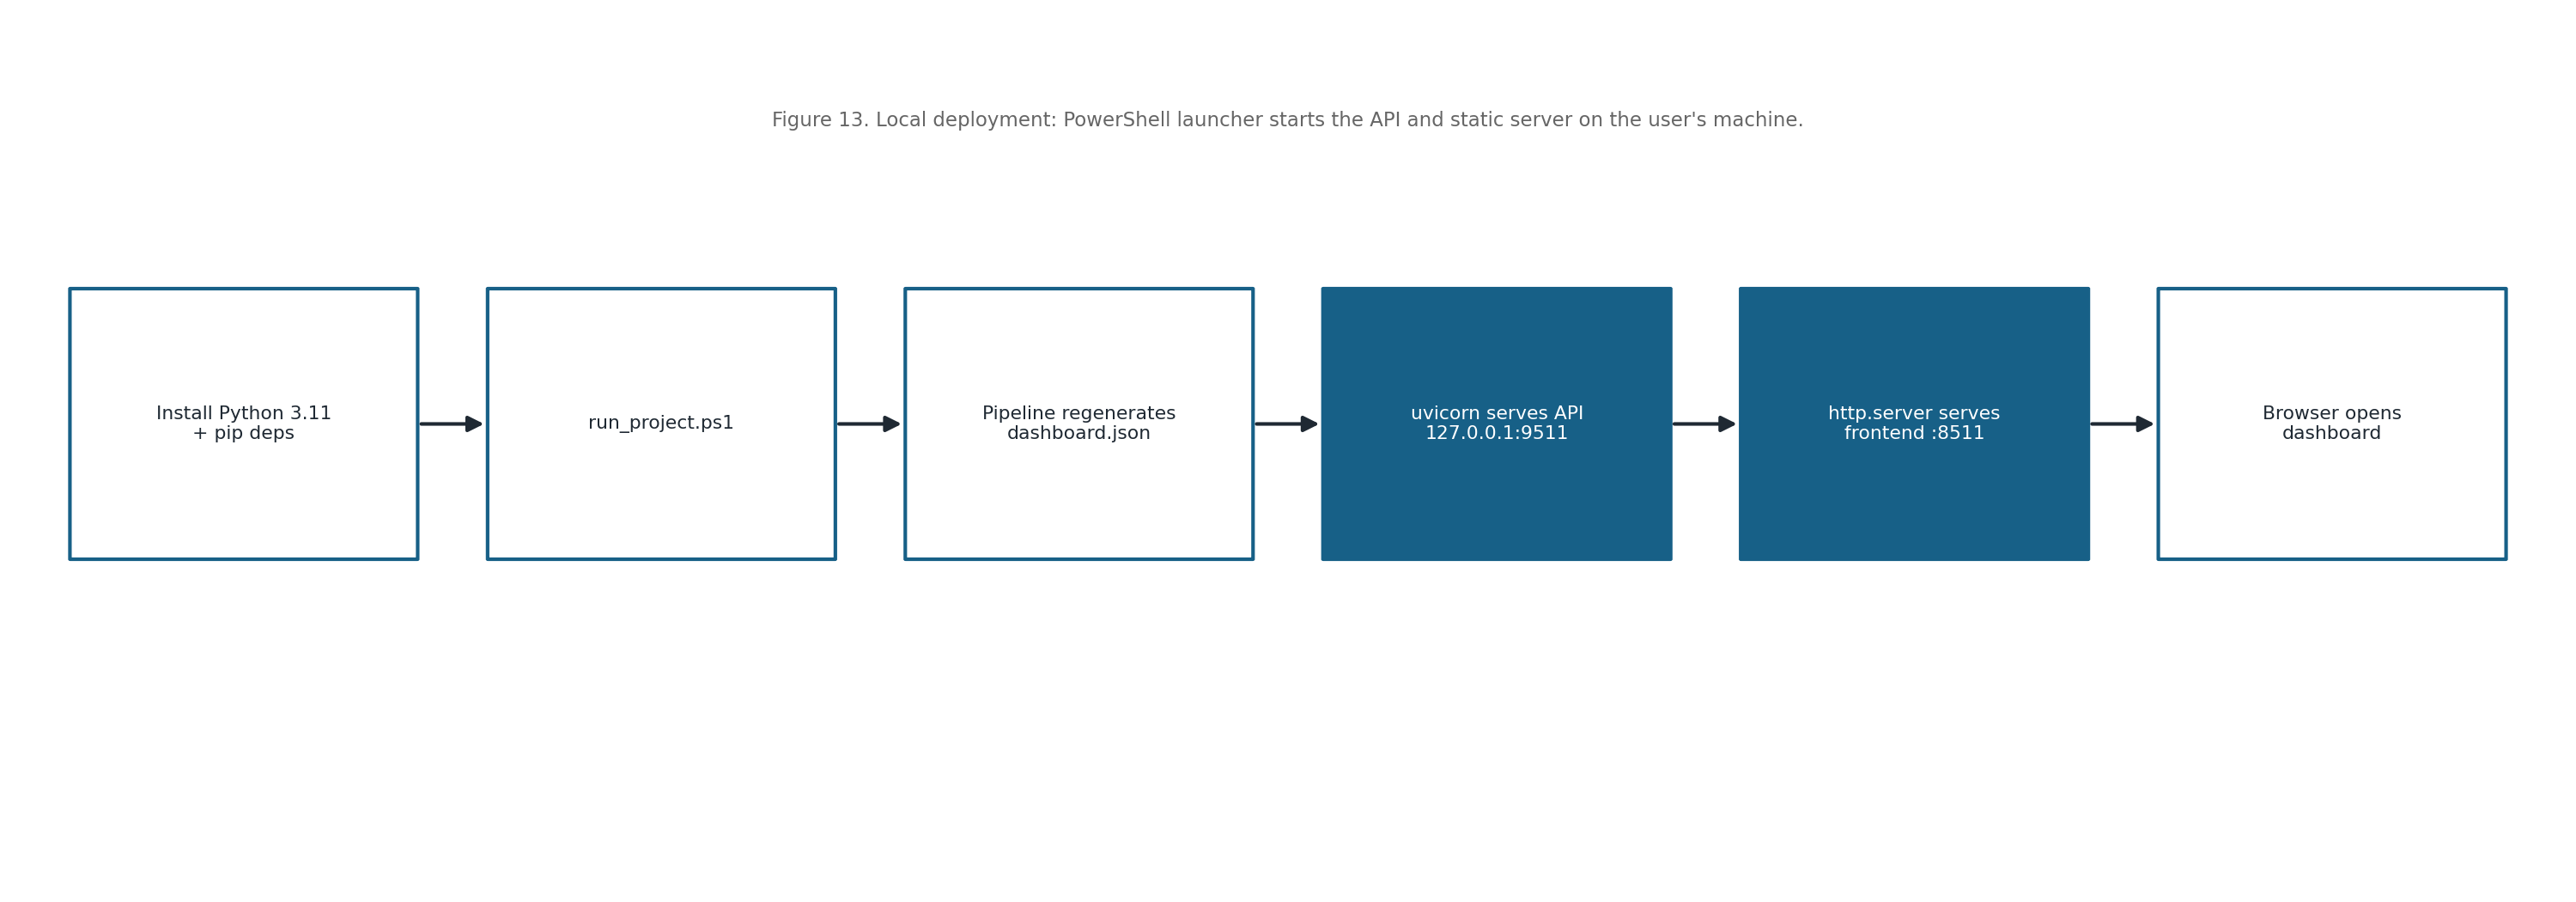 Figure 13. Local deployment: PowerShell launcher starts the API and static server on the user's machine.
Install Python 3.11
+ pip deps
run_project.ps1
Pipeline regenerates
dashboard.json
uvicorn serves API
127.0.0.1:9511
http.server serves
frontend :8511
Browser opens
dashboard